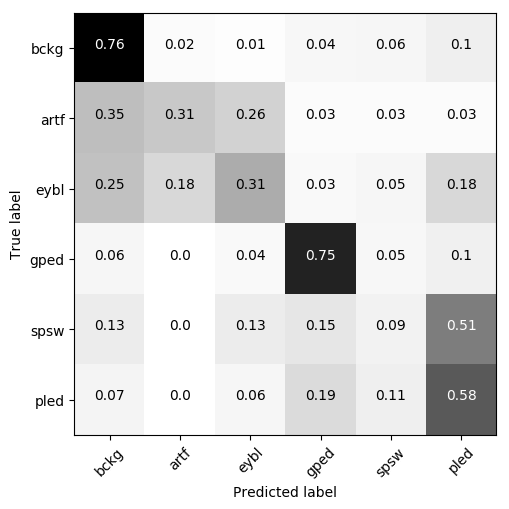 bckg 0.76 0.02 0.01 0.04 0.06 0.1
artf 0.35 0.31 0.26 0.03 0.03 0.03
eybl 0.25 0.18 0.31 0.03 0.05 0.18
gped 0.06 0.0 0.04 0.75 0.05 0.1
spsw 0.13 0.0 0.13 0.15 0.09 0.51
pled 0.07 0.0 0.06 0.19 0.11 0.58
True label
bckg artf eybl gped spsw pled
Predicted label